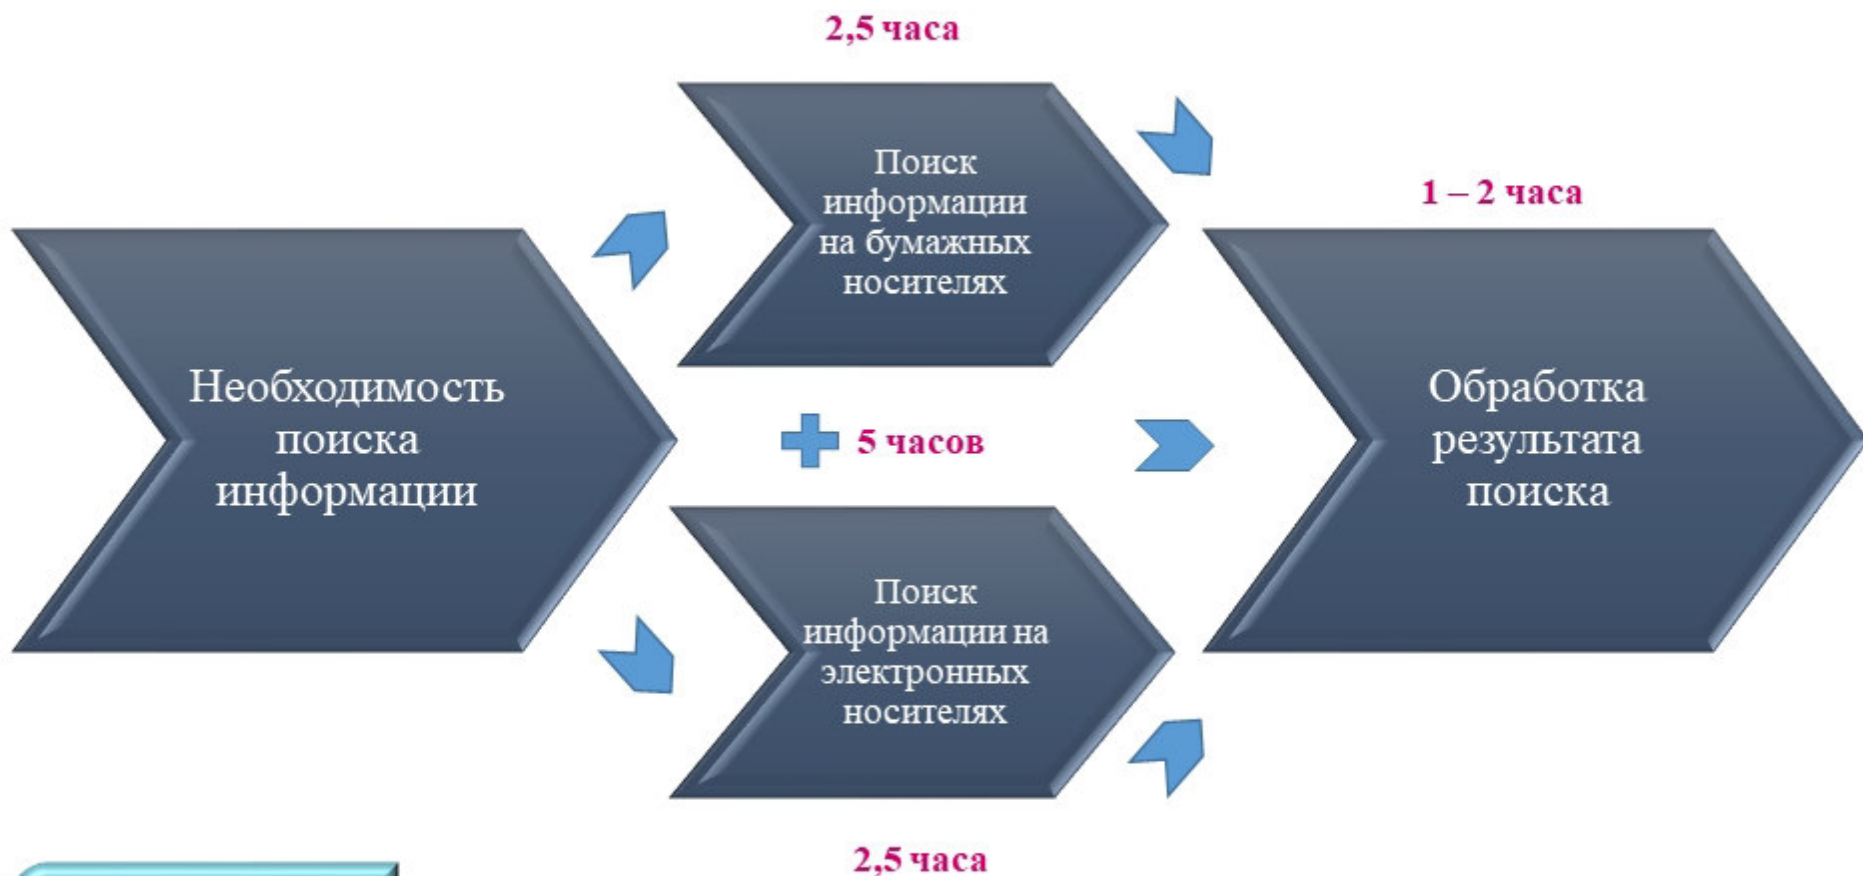 2,5 часа
Поиск
информации
на бумажных
носителях
1 – 2 часа
Необходимость
поиска
информации
5 часов
Обработка
результата
поиска
Поиск
информации на
электронных
носителях
2,5 часа